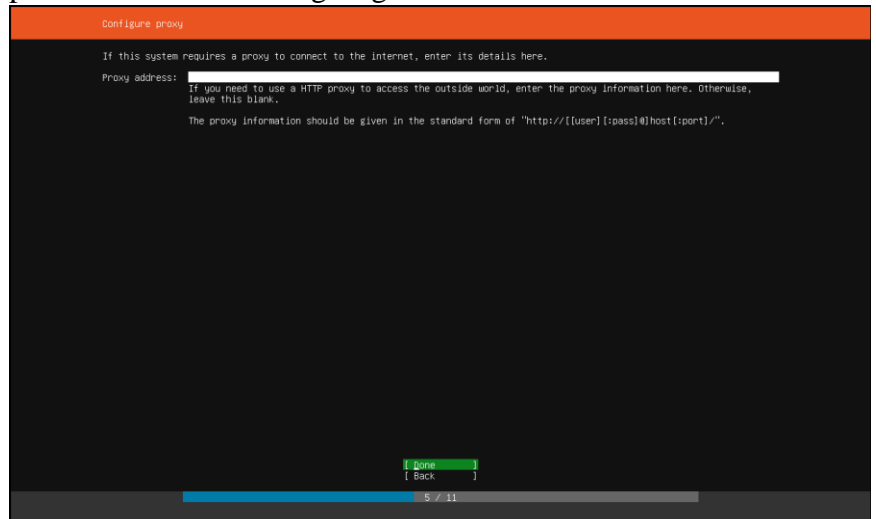 Configure proxy
If this system requires a proxy to connect to the internet, enter its details here.
Proxy address:
If you need to use a HTTP proxy to access the outside world, enter the proxy information here. Otherwise,
leave this blank.
The proxy information should be given in the standard form of "http://[[user][:pass]@]host[:port]/".
[ Done ]
[ Back ]
5 / 11